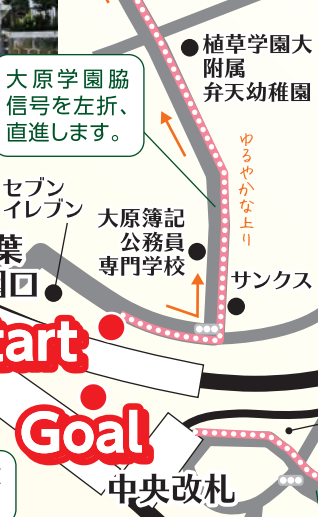 植草学園大
附属
弁天幼稚園
大原学園脇
信号を左折、
直進します。
ゆるやかな上り
セブン
イレブン
大原簿記
公務員
専門学校
サンクス
葉
口
tart
Goal
中央改札